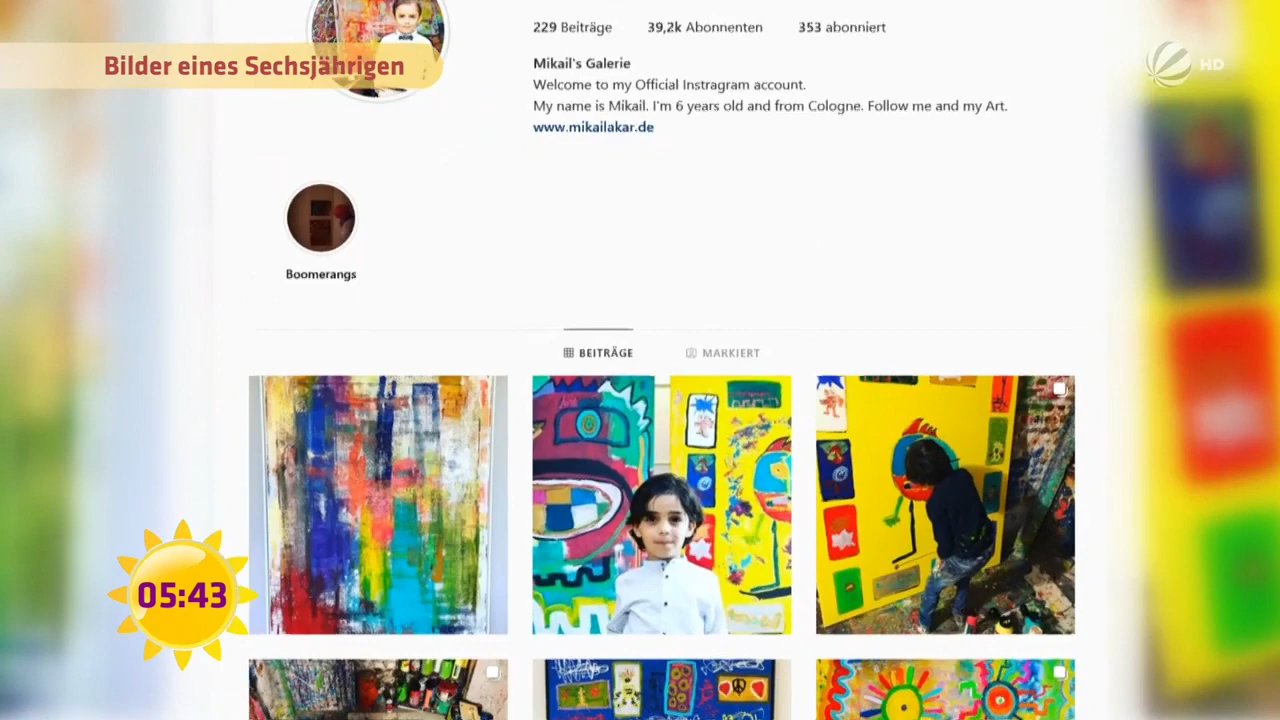 229 Beiträge 39,2k Abonnenten 353 abonniert
Bilder eines Sechsjährigen
HD
Mikail's Galerie
Welcome to my Official Instragram account.
My name is Mikail. I'm 6 years old and from Cologne. Follow me and my Art.
www.mikailakar.de
Boomerangs
BEITRÄGE MARKIERT
05:43